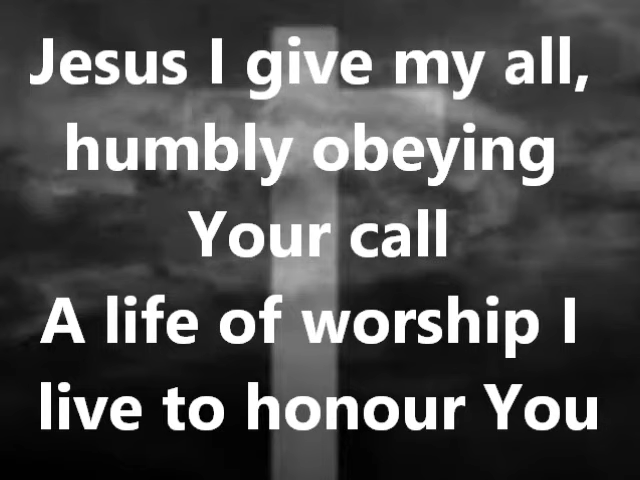 Jesus I give my all,
humbly obeying
Your call
A life of worship I
live to honour You